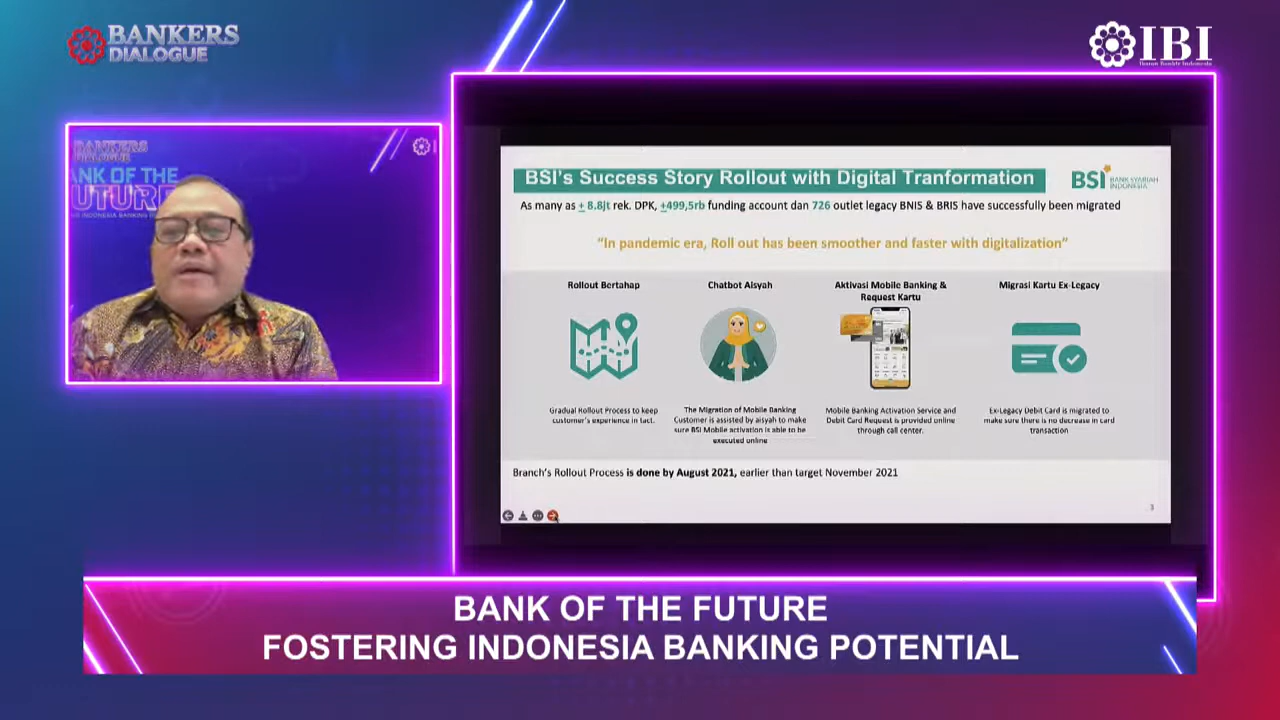 BANKERS
DIALOGUE
IBI
Ikatan Bankir Indonesia
BANKERS
DIALOGUE
ANK OF THE
UTURE
BSI's Success Story Rollout with Digital Tranformation
BSI BANK SYARIAH
INDONESIA
As many as ± 8.8jt rek. DPK, ±499,5rb funding account dan 726 outlet legacy BNIS & BRIS have successfully been migrated
“In pandemic era, Roll out has been smoother and faster with digitalization”
Rollout Bertahap
Gradual Rollout Process to keep
customer's experience in tact.
Chatbot Aisyah
The Migration of Mobile Banking
Customer is assisted by aisyah to make
sure BSI Mobile activation is able to be
executed online
Aktivasi Mobile Banking &
Request Kartu
Mobile Banking Activation Service and
Debit Card Request is provided online
through call center.
Migrasi Kartu Ex-Legacy
Ex-Legacy Debit Card is migrated to
make sure there is no decrease in card
transaction
Branch's Rollout Process is done by August 2021, earlier than target November 2021
3
BANK OF THE FUTURE
FOSTERING INDONESIA BANKING POTENTIAL